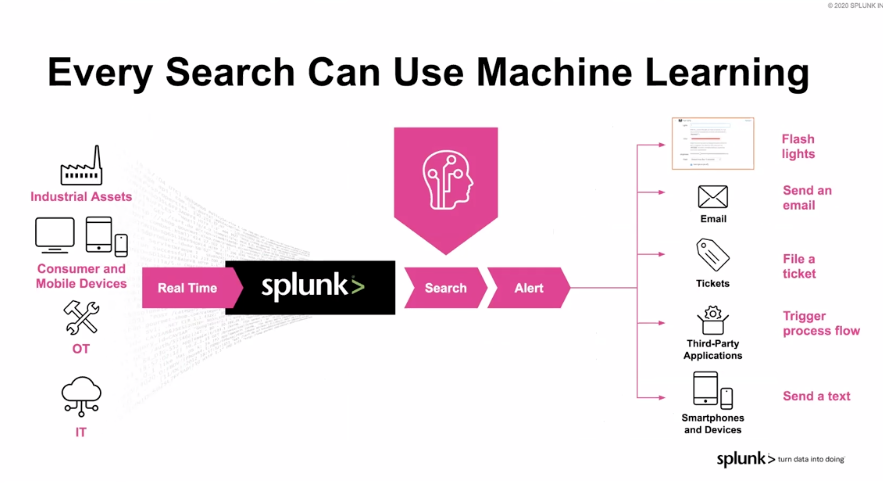 © 2020 SPLUNK IN
Every Search Can Use Machine Learning
Industrial Assets
Consumer and
Mobile Devices
OT
IT
Real Time
splunk>
Search
Alert
Flash
lights
Email
Send an
email
Tickets
File a
ticket
Third-Party
Applications
Trigger
process flow
Smartphones
and Devices
Send a text
splunk> turn data into doing